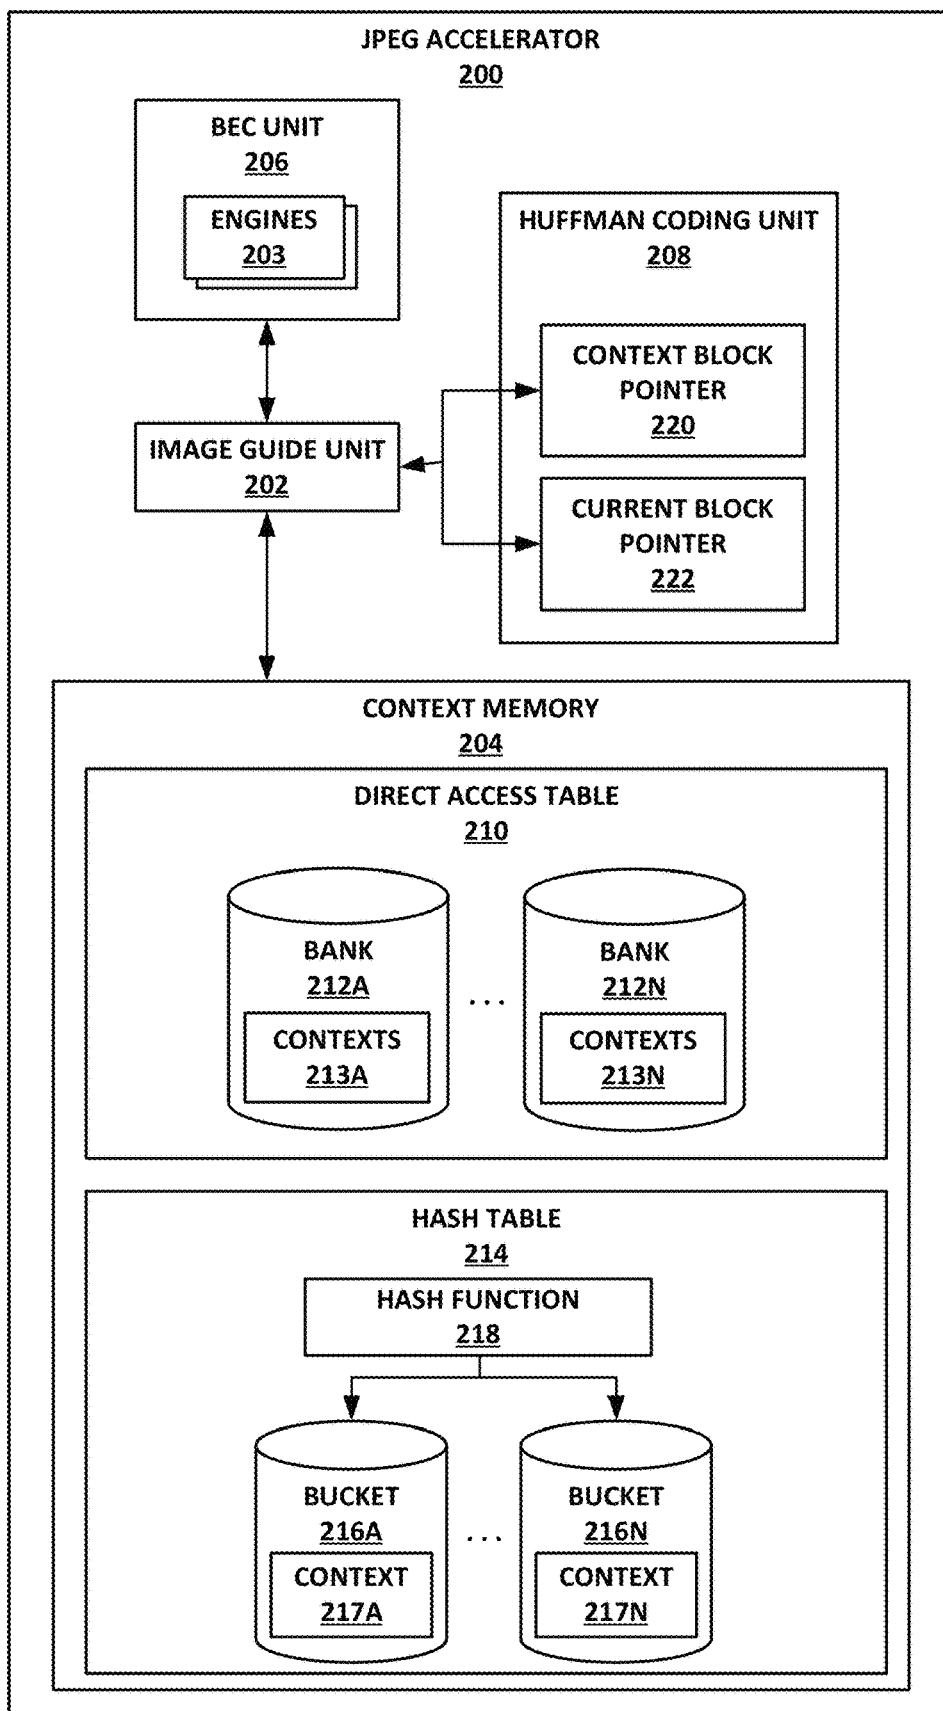 JPEG ACCELERATOR
200
BEC UNIT
206
ENGINES
203
HUFFMAN CODING UNIT
208
CONTEXT BLOCK
POINTER
220
IMAGE GUIDE UNIT
202
CURRENT BLOCK
POINTER
222
CONTEXT MEMORY
204
DIRECT ACCESS TABLE
210
BANK
212A
CONTEXTS
213A
. . .
BANK
212N
CONTEXTS
213N
HASH TABLE
214
HASH FUNCTION
218
BUCKET
216A
CONTEXT
217A
. . .
BUCKET
216N
CONTEXT
217N